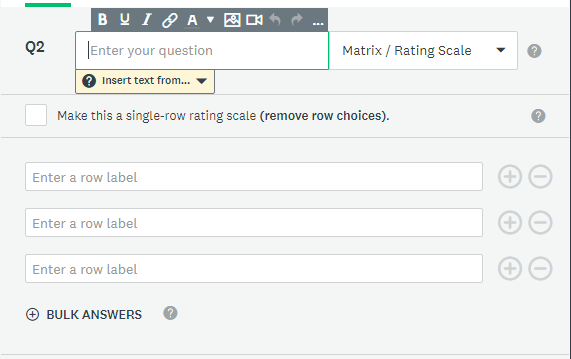 B U I A ...
Q2 Enter your question Matrix / Rating Scale ?
? Insert text from...
Make this a single-row rating scale (remove row choices). ?
Enter a row label
Enter a row label
Enter a row label
BULK ANSWERS ?